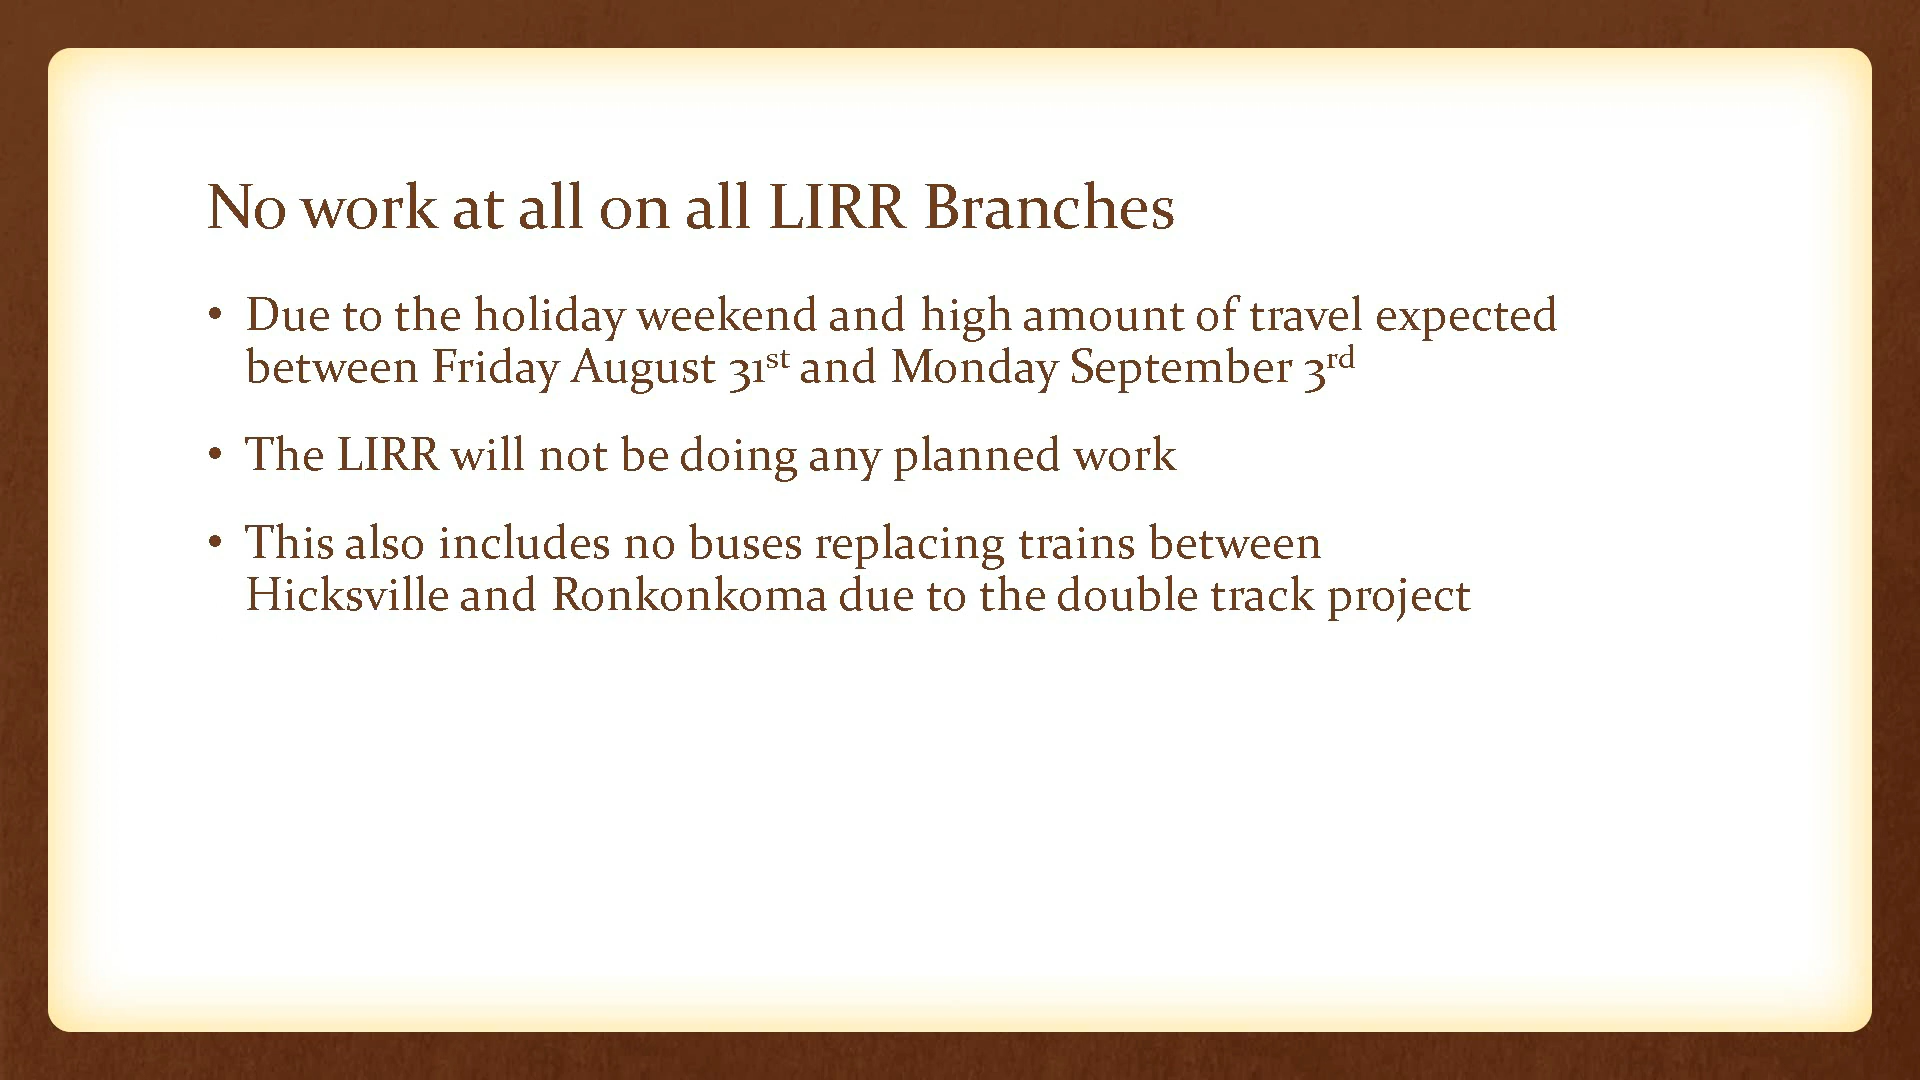 No work at all on all LIRR Branches
• Due to the holiday weekend and high amount of travel expected
between Friday August 31st and Monday September 3rd
• The LIRR will not be doing any planned work
• This also includes no buses replacing trains between
Hicksville and Ronkonkoma due to the double track project